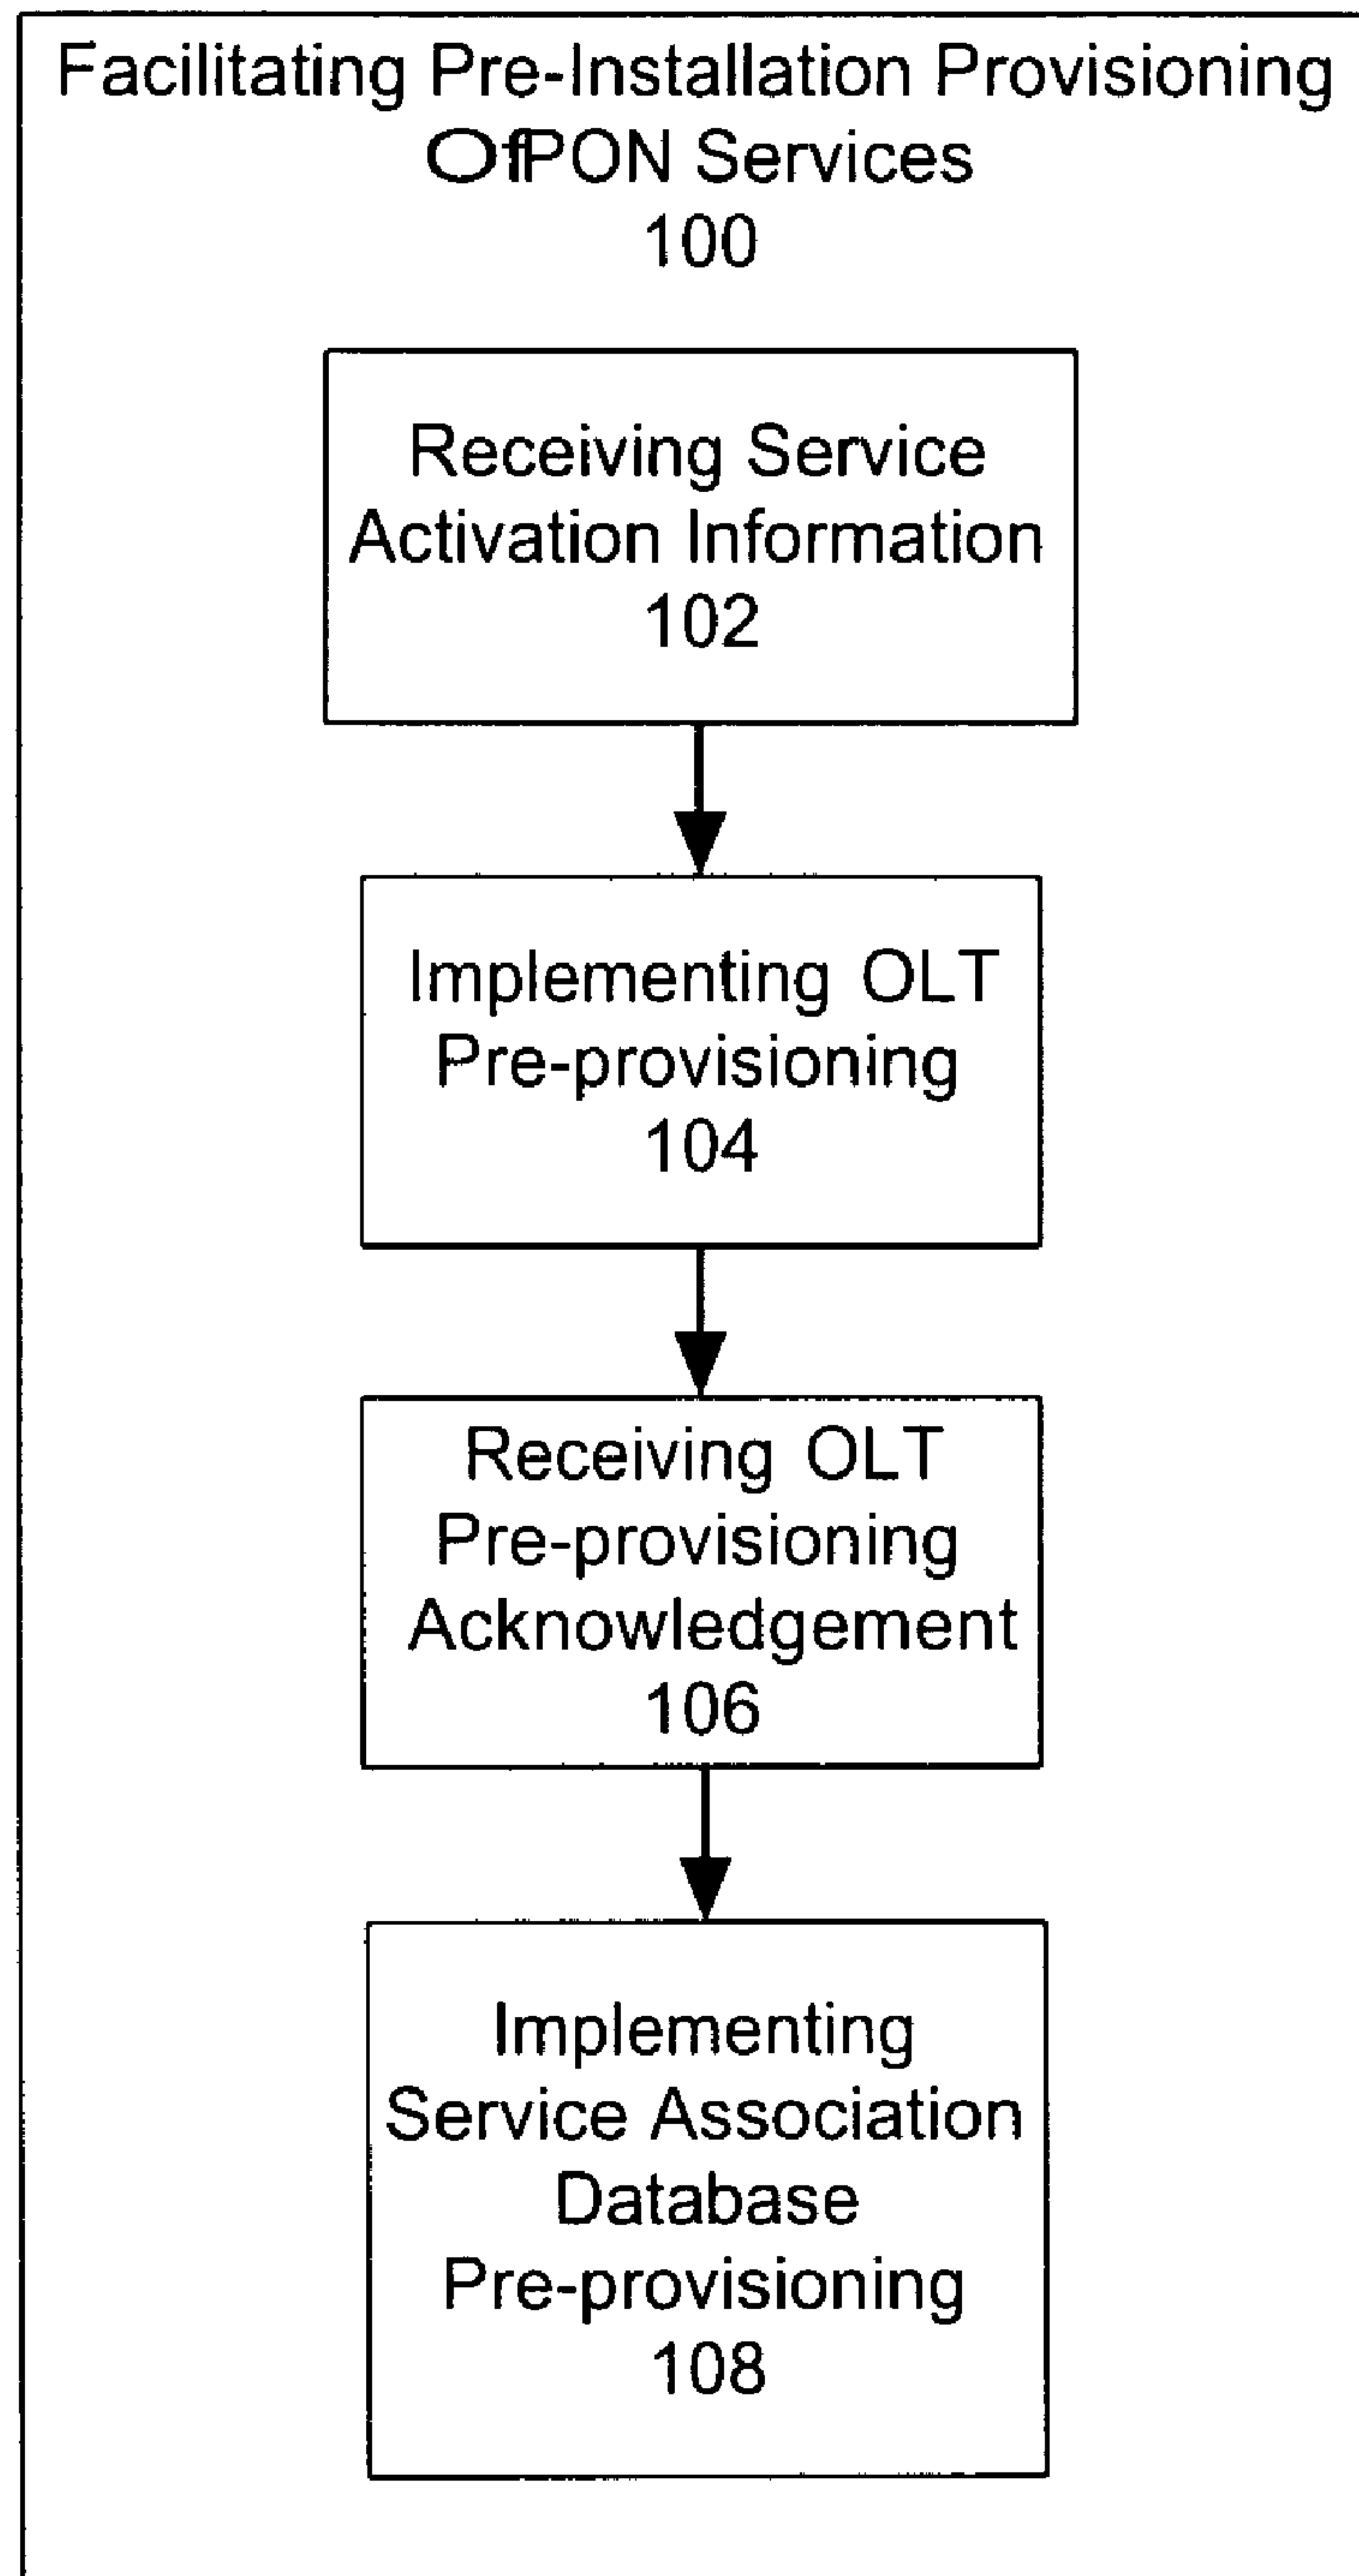 Facilitating Pre-Installation Provisioning
OfPON Services
100
Receiving Service
Activation Information
102
Implementing OLT
Pre-provisioning
104
Receiving OLT
Pre-provisioning
Acknowledgement
106
Implementing
Service Association
Database
Pre-provisioning
108